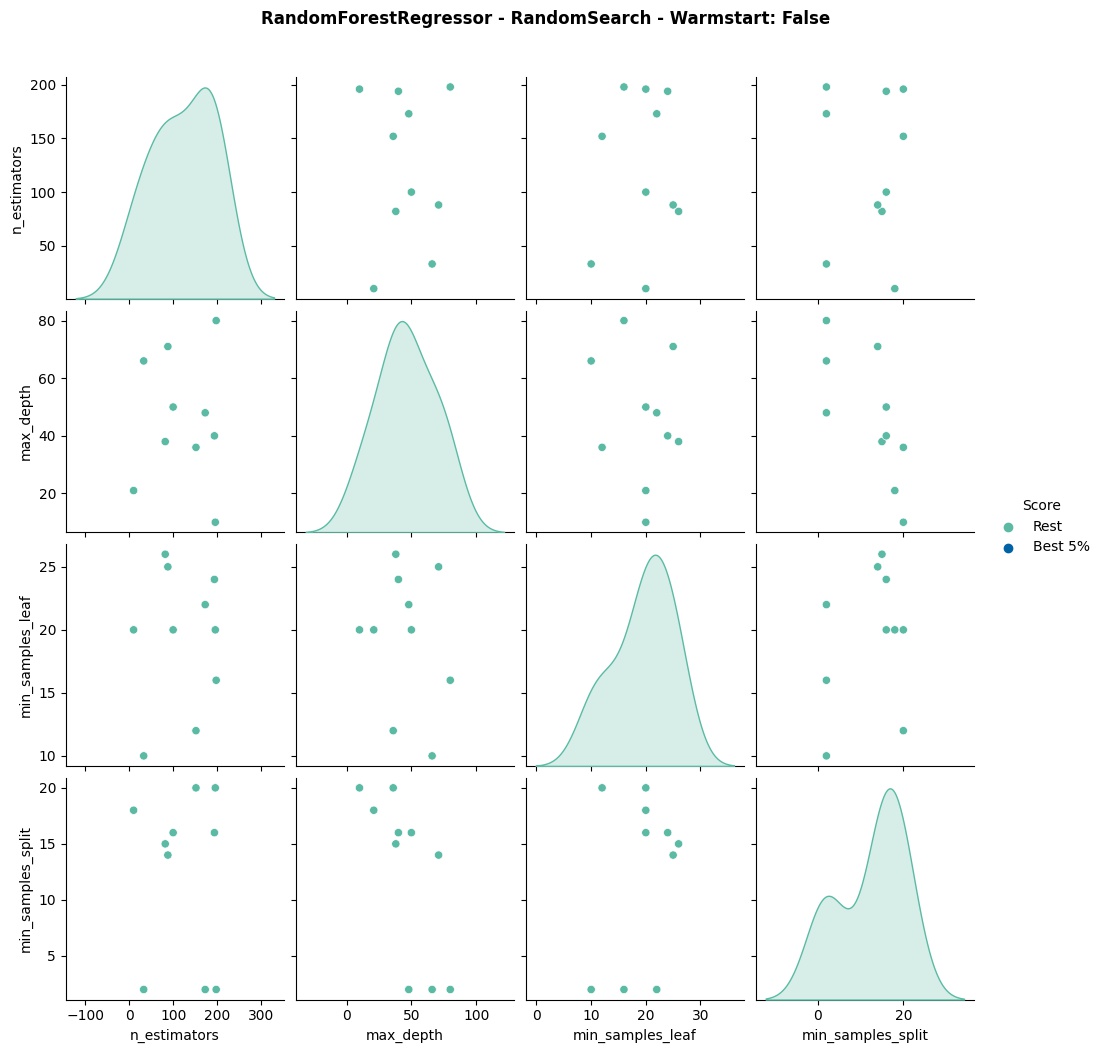 RandomForestRegressor - RandomSearch - Warmstart: False
200
150
100
50
n_estimators
80
60
40
20
max_depth
25
20
15
10
min_samples_leaf
20
15
10
5
min_samples_split
Score
Rest
Best 5%
−100 0 100 200 300
0 100
0 10 20 30
0 20
n_estimators
max_depth
min_samples_leaf
min_samples_split